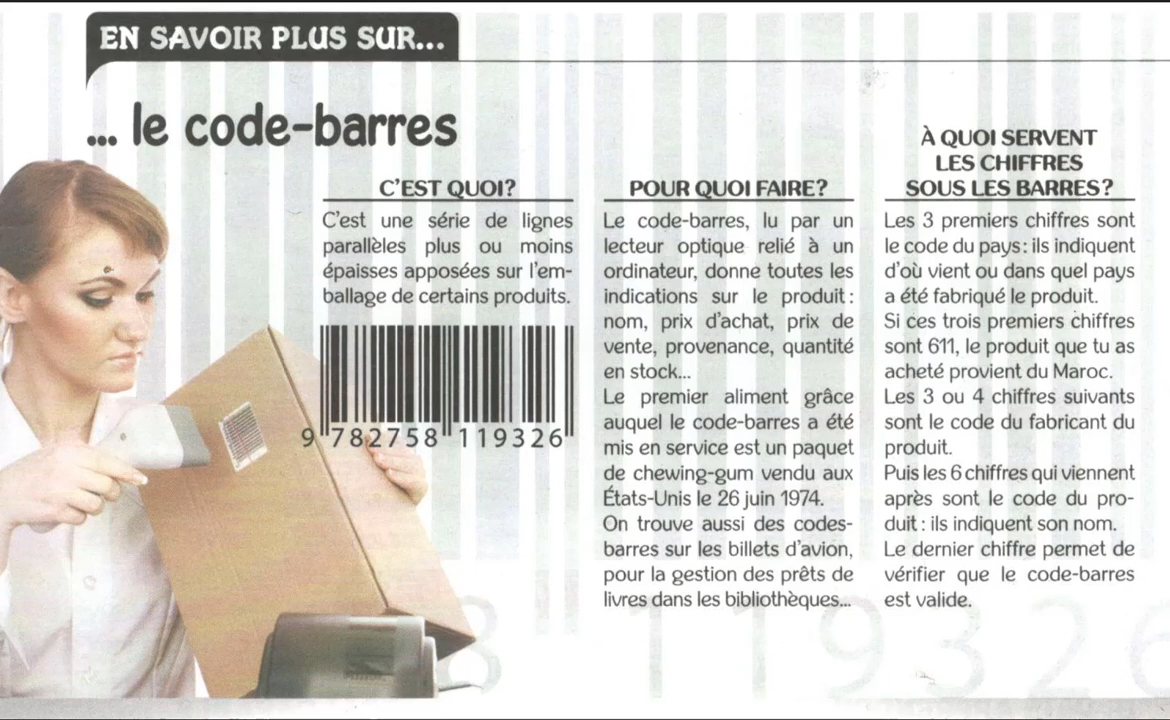 EN SAVOIR PLUS SUR...
... le code-barres
C'EST QUOI?
C'est une série de lignes
parallèles plus ou moins
épaisses apposées sur l'em-
ballage de certains produits.
9 782758 119326
POUR QUOI FAIRE?
Le code-barres, lu par un
lecteur optique relié à un
ordinateur, donne toutes les
indications sur le produit :
nom, prix d'achat, prix de
vente, provenance, quantité
en stock...
Le premier aliment grâce
auquel le code-barres a été
mis en service est un paquet
de chewing-gum vendu aux
États-Unis le 26 juin 1974.
On trouve aussi des codes-
barres sur les billets d'avion,
pour la gestion des prêts de
livres dans les bibliothèques...
À QUOI SERVENT
LES CHIFFRES
SOUS LES BARRES?
Les 3 premiers chiffres sont
le code du pays : ils indiquent
d'où vient ou dans quel pays
a été fabriqué le produit.
Si ces trois premiers chiffres
sont 611, le produit que tu as
acheté provient du Maroc.
Les 3 ou 4 chiffres suivants
sont le code du fabricant du
produit.
Puis les 6 chiffres qui viennent
après sont le code du pro-
duit : ils indiquent son nom.
Le dernier chiffre permet de
vérifier que le code-barres
est valide.
8 119326